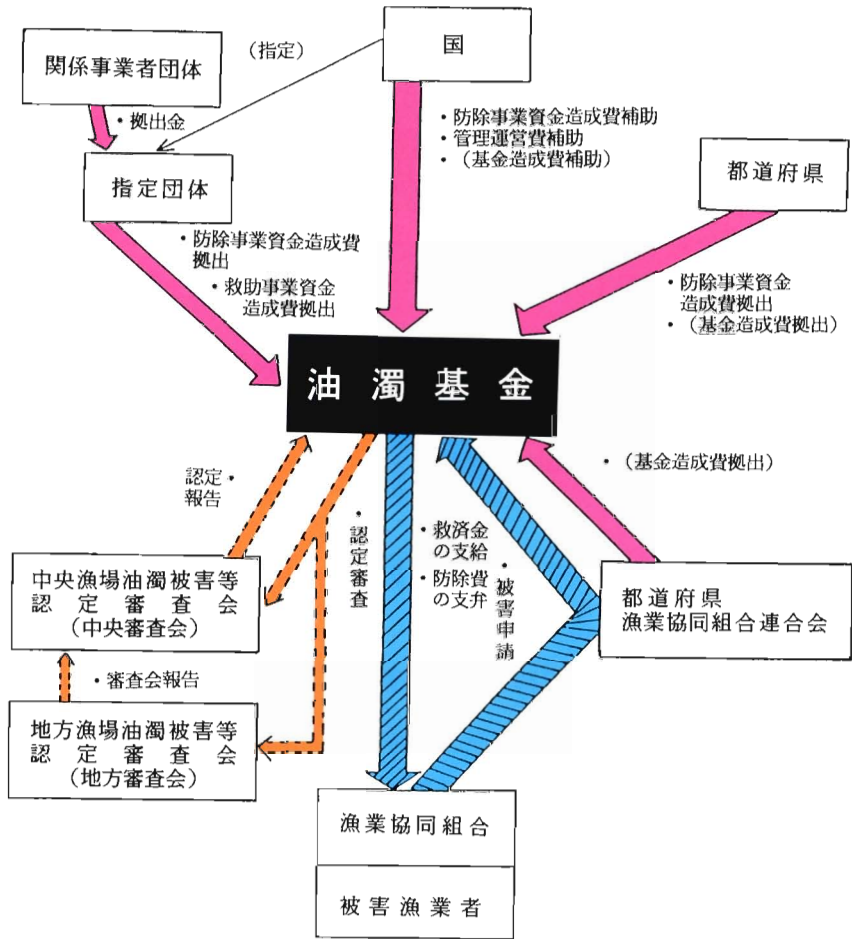 関係事業者団体
（指定）
国
・拠出金
指定団体
・防除事業資金造成費補助
・管理運営費補助
・（基金造成費補助）
都道府県
・防除事業資金造成費
拠出
・救助事業資金
造成費拠出
・防除事業資金
造成費拠出
・（基金造成費拠出）
油濁基金
認定・
報告
・認定審査
・救済金
の支給
・防除費
の支弁
・被害申請
・（基金造成費拠出）
中央漁場油濁被害等
認定審査会
（中央審査会）
都道府県
漁業協同組合連合会
・審査会報告
地方漁場油濁被害等
認定審査会
（地方審査会）
漁業協同組合
被害漁業者